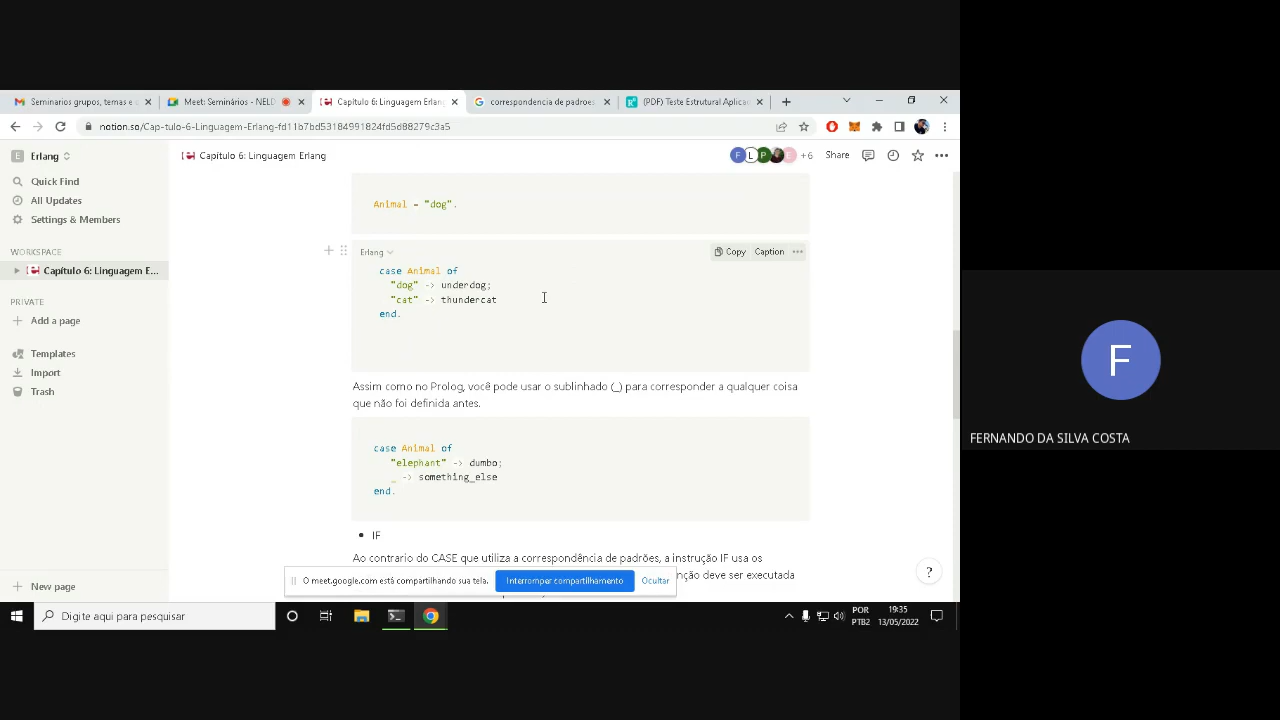 Seminarios grupos, temas e c
Meet: Seminários - NELD
Capítulo 6: Linguagem Erlang
correspondencia de padroes
(PDF) Teste Estrutural Aplicac
notion.so/Cap-tulo-6-Linguagem-Erlang-fd11b7bd53184991824fd5d88279c3a5
E Erlang
Capítulo 6: Linguagem Erlang
F L P E +6 Share
Quick Find
All Updates
Settings & Members
WORKSPACE
Capítulo 6: Linguagem E...
PRIVATE
Add a page
Templates
Import
Trash
New page
Animal = "dog".
Erlang
Copy Caption
case Animal of
"dog" -> underdog;
"cat" -> thundercat
end.
Assim como no Prolog, você pode usar o sublinhado (_) para corresponder a qualquer coisa
que não foi definida antes.
case Animal of
"elephant" -> dumbo;
_ -> something_else
end.
• IF
Ao contrario do CASE que utiliza a correspondência de padrões, a instrução IF usa os
nção deve ser executada
O meet.google.com está compartilhando sua tela.
Interromper compartilhamento
Ocultar
?
Digite aqui para pesquisar
POR
PTB2
19:35
13/05/2022
F
FERNANDO DA SILVA COSTA